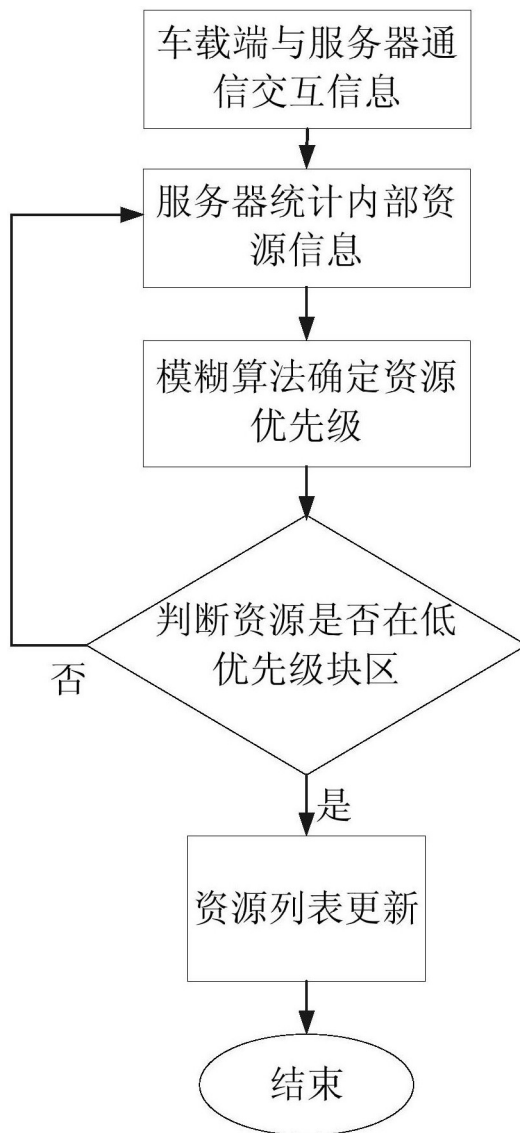 车载端与服务器通
信交互信息
服务器统计内部资
源信息
模糊算法确定资源
优先级
判断资源是否在低
优先级块区
否
是
资源列表更新
结束